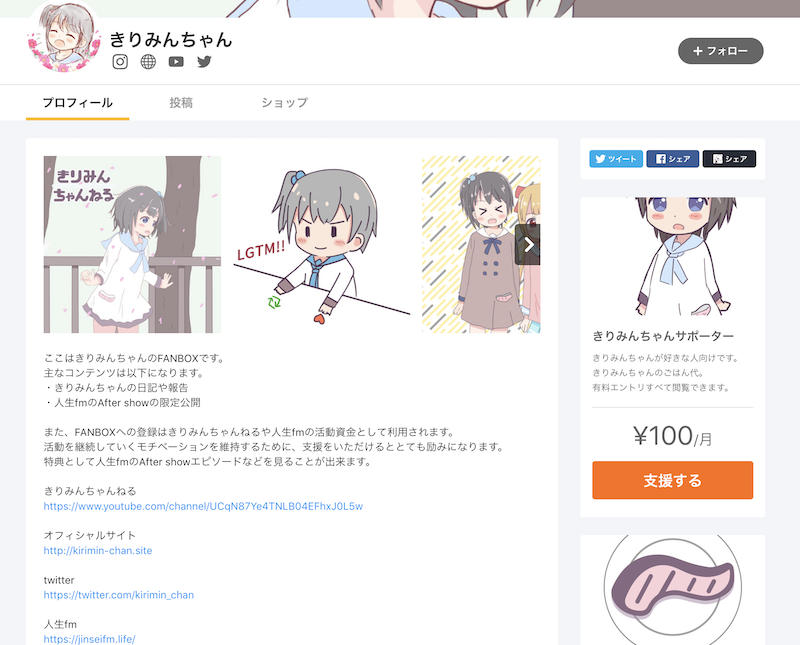 きりみんちゃん
+ フォロー
プロフィール
投稿
ショップ
きりみん
ちゃんねる
LGTM!!
ここはきりみんちゃんのFANBOXです。
主なコンテンツは以下になります。
・きりみんちゃんの日記や報告
・人生fmのAfter showの限定公開
また、FANBOXへの登録はきりみんちゃんねるや人生fmの活動資金として利用されます。
活動を継続していくモチベーションを維持するために、支援をいただけるととても励みになります。
特典として人生fmのAfter showエピソードなどを見ることが出来ます。
きりみんちゃんねる
https://www.youtube.com/channel/UCqN87Ye4TNLB04EFhxJ0L5w
オフィシャルサイト
http://kirimin-chan.site
twitter
https://twitter.com/kirimin_chan
人生fm
https://jinseifm.life/
ツイート
シェア
シェア
きりみんちゃんサポーター
きりみんちゃんが好きな人向けです。
きりみんちゃんのごはん代。
有料エントリすべて閲覧できます。
¥100/月
支援する